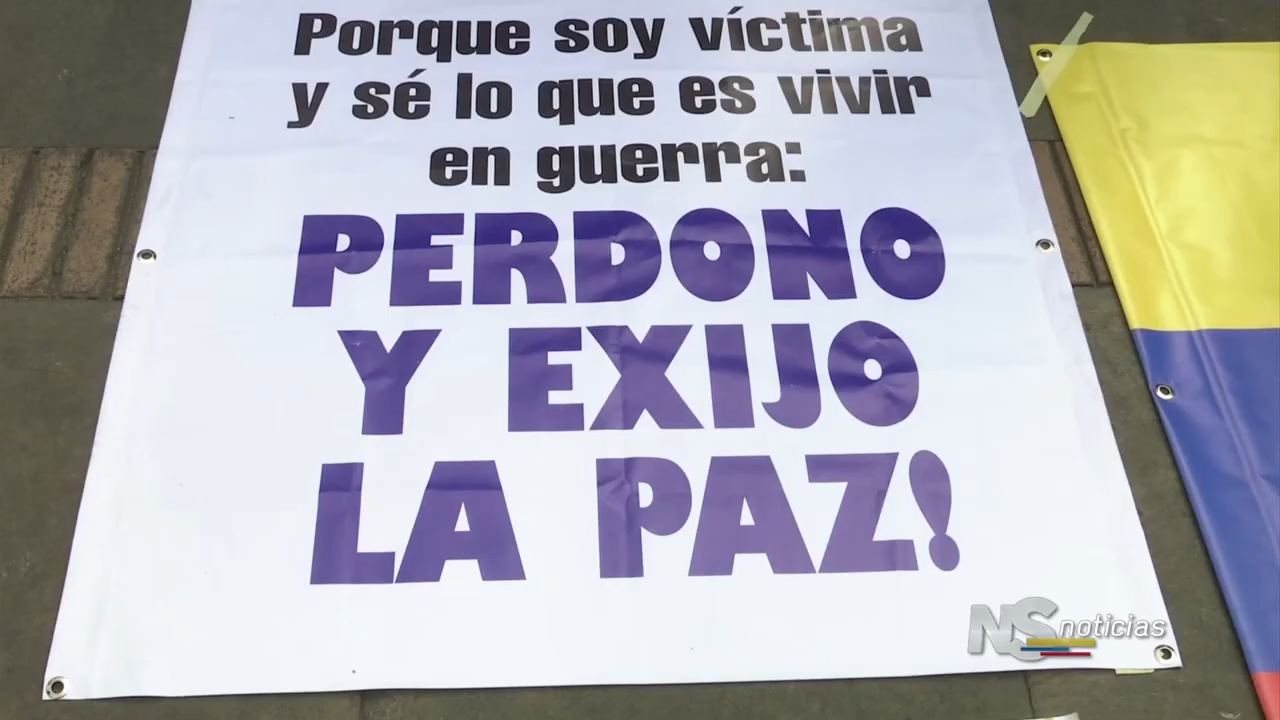 Porque soy víctima
y sé lo que es vivir
en guerra:
PERDONO
Y EXIJO
LA PAZ!
NS noticias